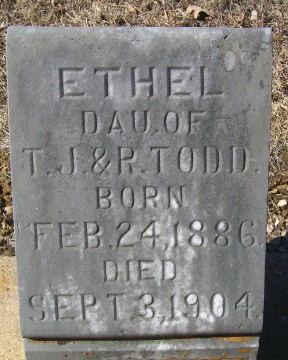 ETHEL
DAU. OF
T. J. & R. TODD.
BORN
FEB. 24, 1886.
DIED
SEPT. 3, 1904.